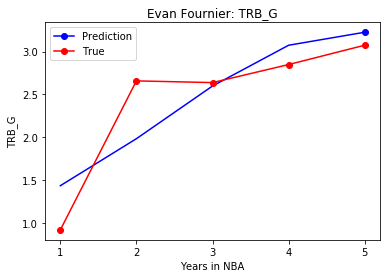 Evan Fournier: TRB_G
Prediction
True
3.0
2.5
2.0
1.5
1.0
TRB_G
1 2 3 4 5
Years in NBA